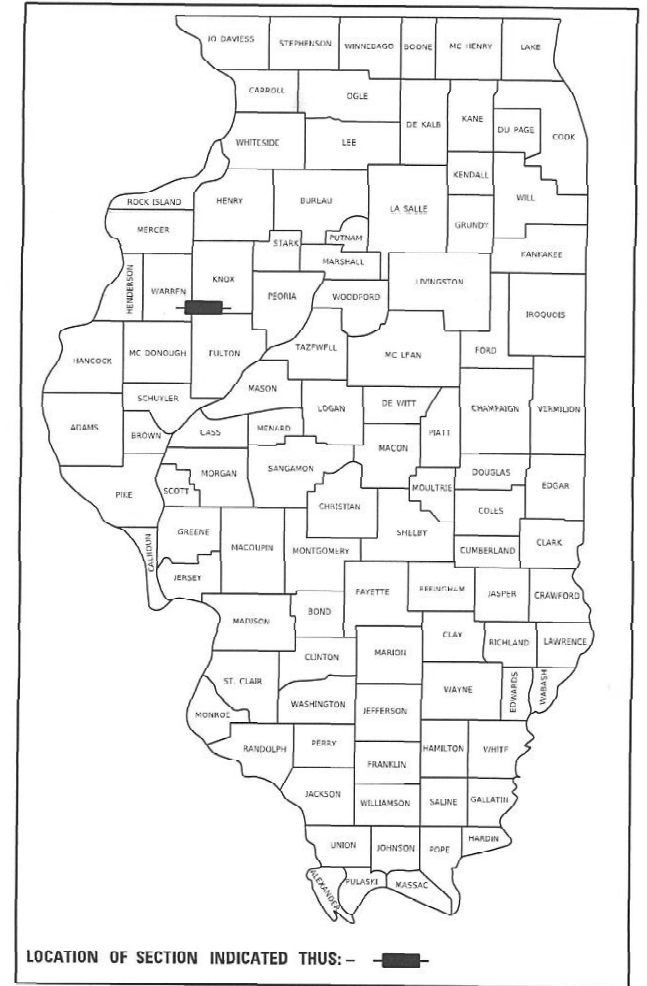 JO DAVIESS
STEPHENSON
WINNEBAGO
BOONE
MC HENRY
LAKE
CARROLL
OGLE
DE KALB
KANE
DU PAGE
COOK
WHITESIDE
LEE
KENDALL
WILL
ROCK ISLAND
HENRY
BUREAU
LA SALLE
GRUNDY
MERCER
STARK
PUTNAM
KANKAKEE
MARSHALL
HENDERSON
WARREN
KNOX
PEORIA
WOODFORD
LIVINGSTON
IROQUOIS
HANCOCK
MC DONOUGH
FULTON
TAZEWELL
MC LEAN
FORD
SCHUYLER
MASON
ADAMS
BROWN
CASS
MENARD
LOGAN
DE WITT
PIATT
CHAMPAIGN
VERMILION
MACON
PIKE
SCOTT
MORGAN
SANGAMON
CHRISTIAN
MOULTRIE
DOUGLAS
EDGAR
COLES
CALHOUN
GREENE
MACOUPIN
MONTGOMERY
SHELBY
CUMBERLAND
CLARK
JERSEY
MADISON
BOND
FAYETTE
EFFINGHAM
JASPER
CRAWFORD
CLAY
RICHLAND
LAWRENCE
CLINTON
MARION
ST. CLAIR
WASHINGTON
JEFFERSON
WAYNE
EDWARDS
WABASH
MONROE
RANDOLPH
PERRY
HAMILTON
WHITE
FRANKLIN
JACKSON
WILLIAMSON
SALINE
GALLATIN
UNION
JOHNSON
POPE
HARDIN
ALEXANDER
PULASKI
MASSAC
LOCATION OF SECTION INDICATED THUS: –